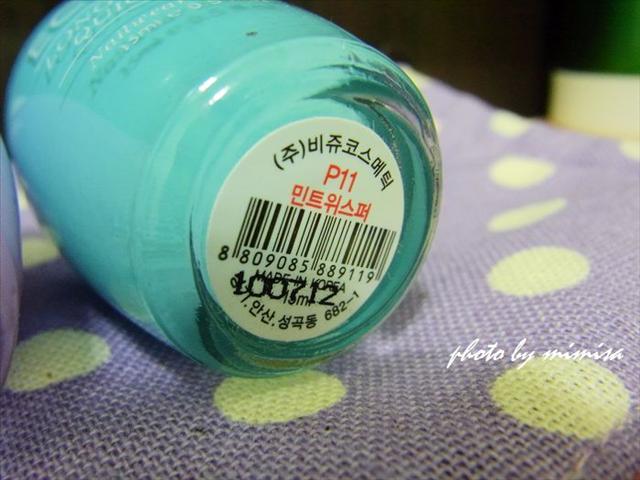 15ml
(주)비쥬코스메틱
P11
민트위스퍼
8 809085 889119
MADE IN KOREA
100712
안산.성곡동 682-1
photo by mimisa